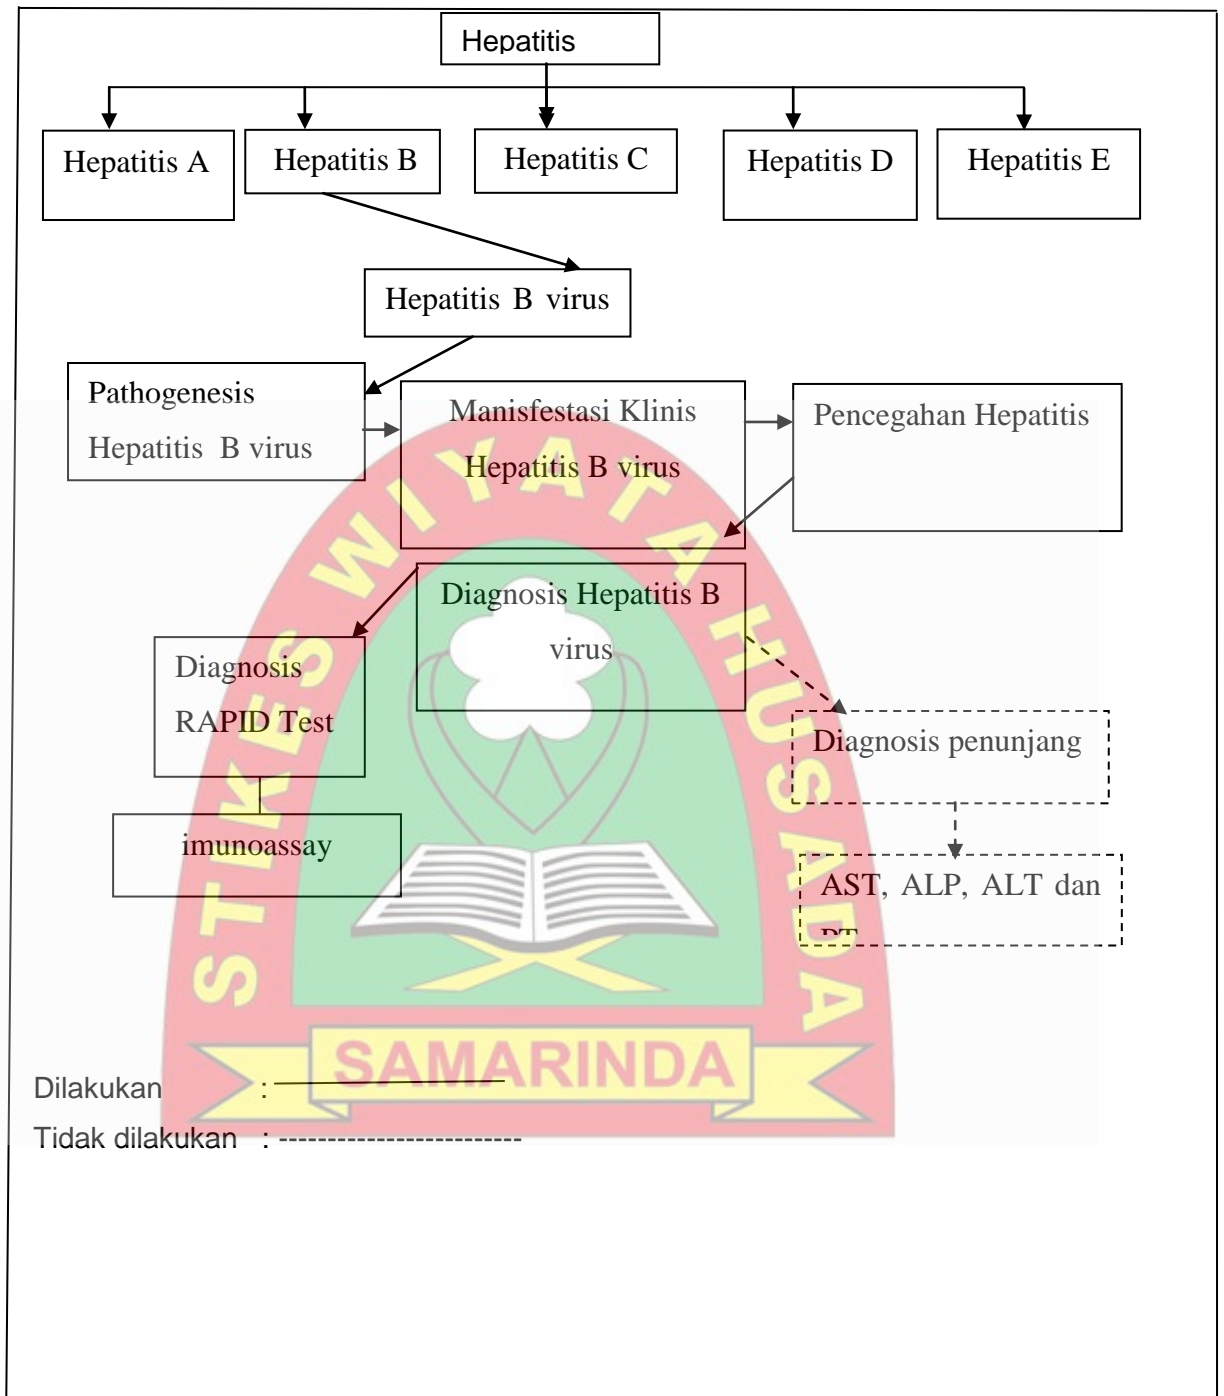 Hepatitis
Hepatitis A
Hepatitis B
Hepatitis C
Hepatitis D
Hepatitis E
Hepatitis B virus
Pathogenesis
Hepatitis B virus
Manisfestasi Klinis
Hepatitis B virus
Pencegahan Hepatitis
Diagnosis Hepatitis B
virus
Diagnosis
RAPID Test
Diagnosis penunjang
imunoassay
AST, ALP, ALT dan
STIKES WIYATA HUSADA
SAMARINDA
Dilakukan :
Tidak dilakukan : -------------------------